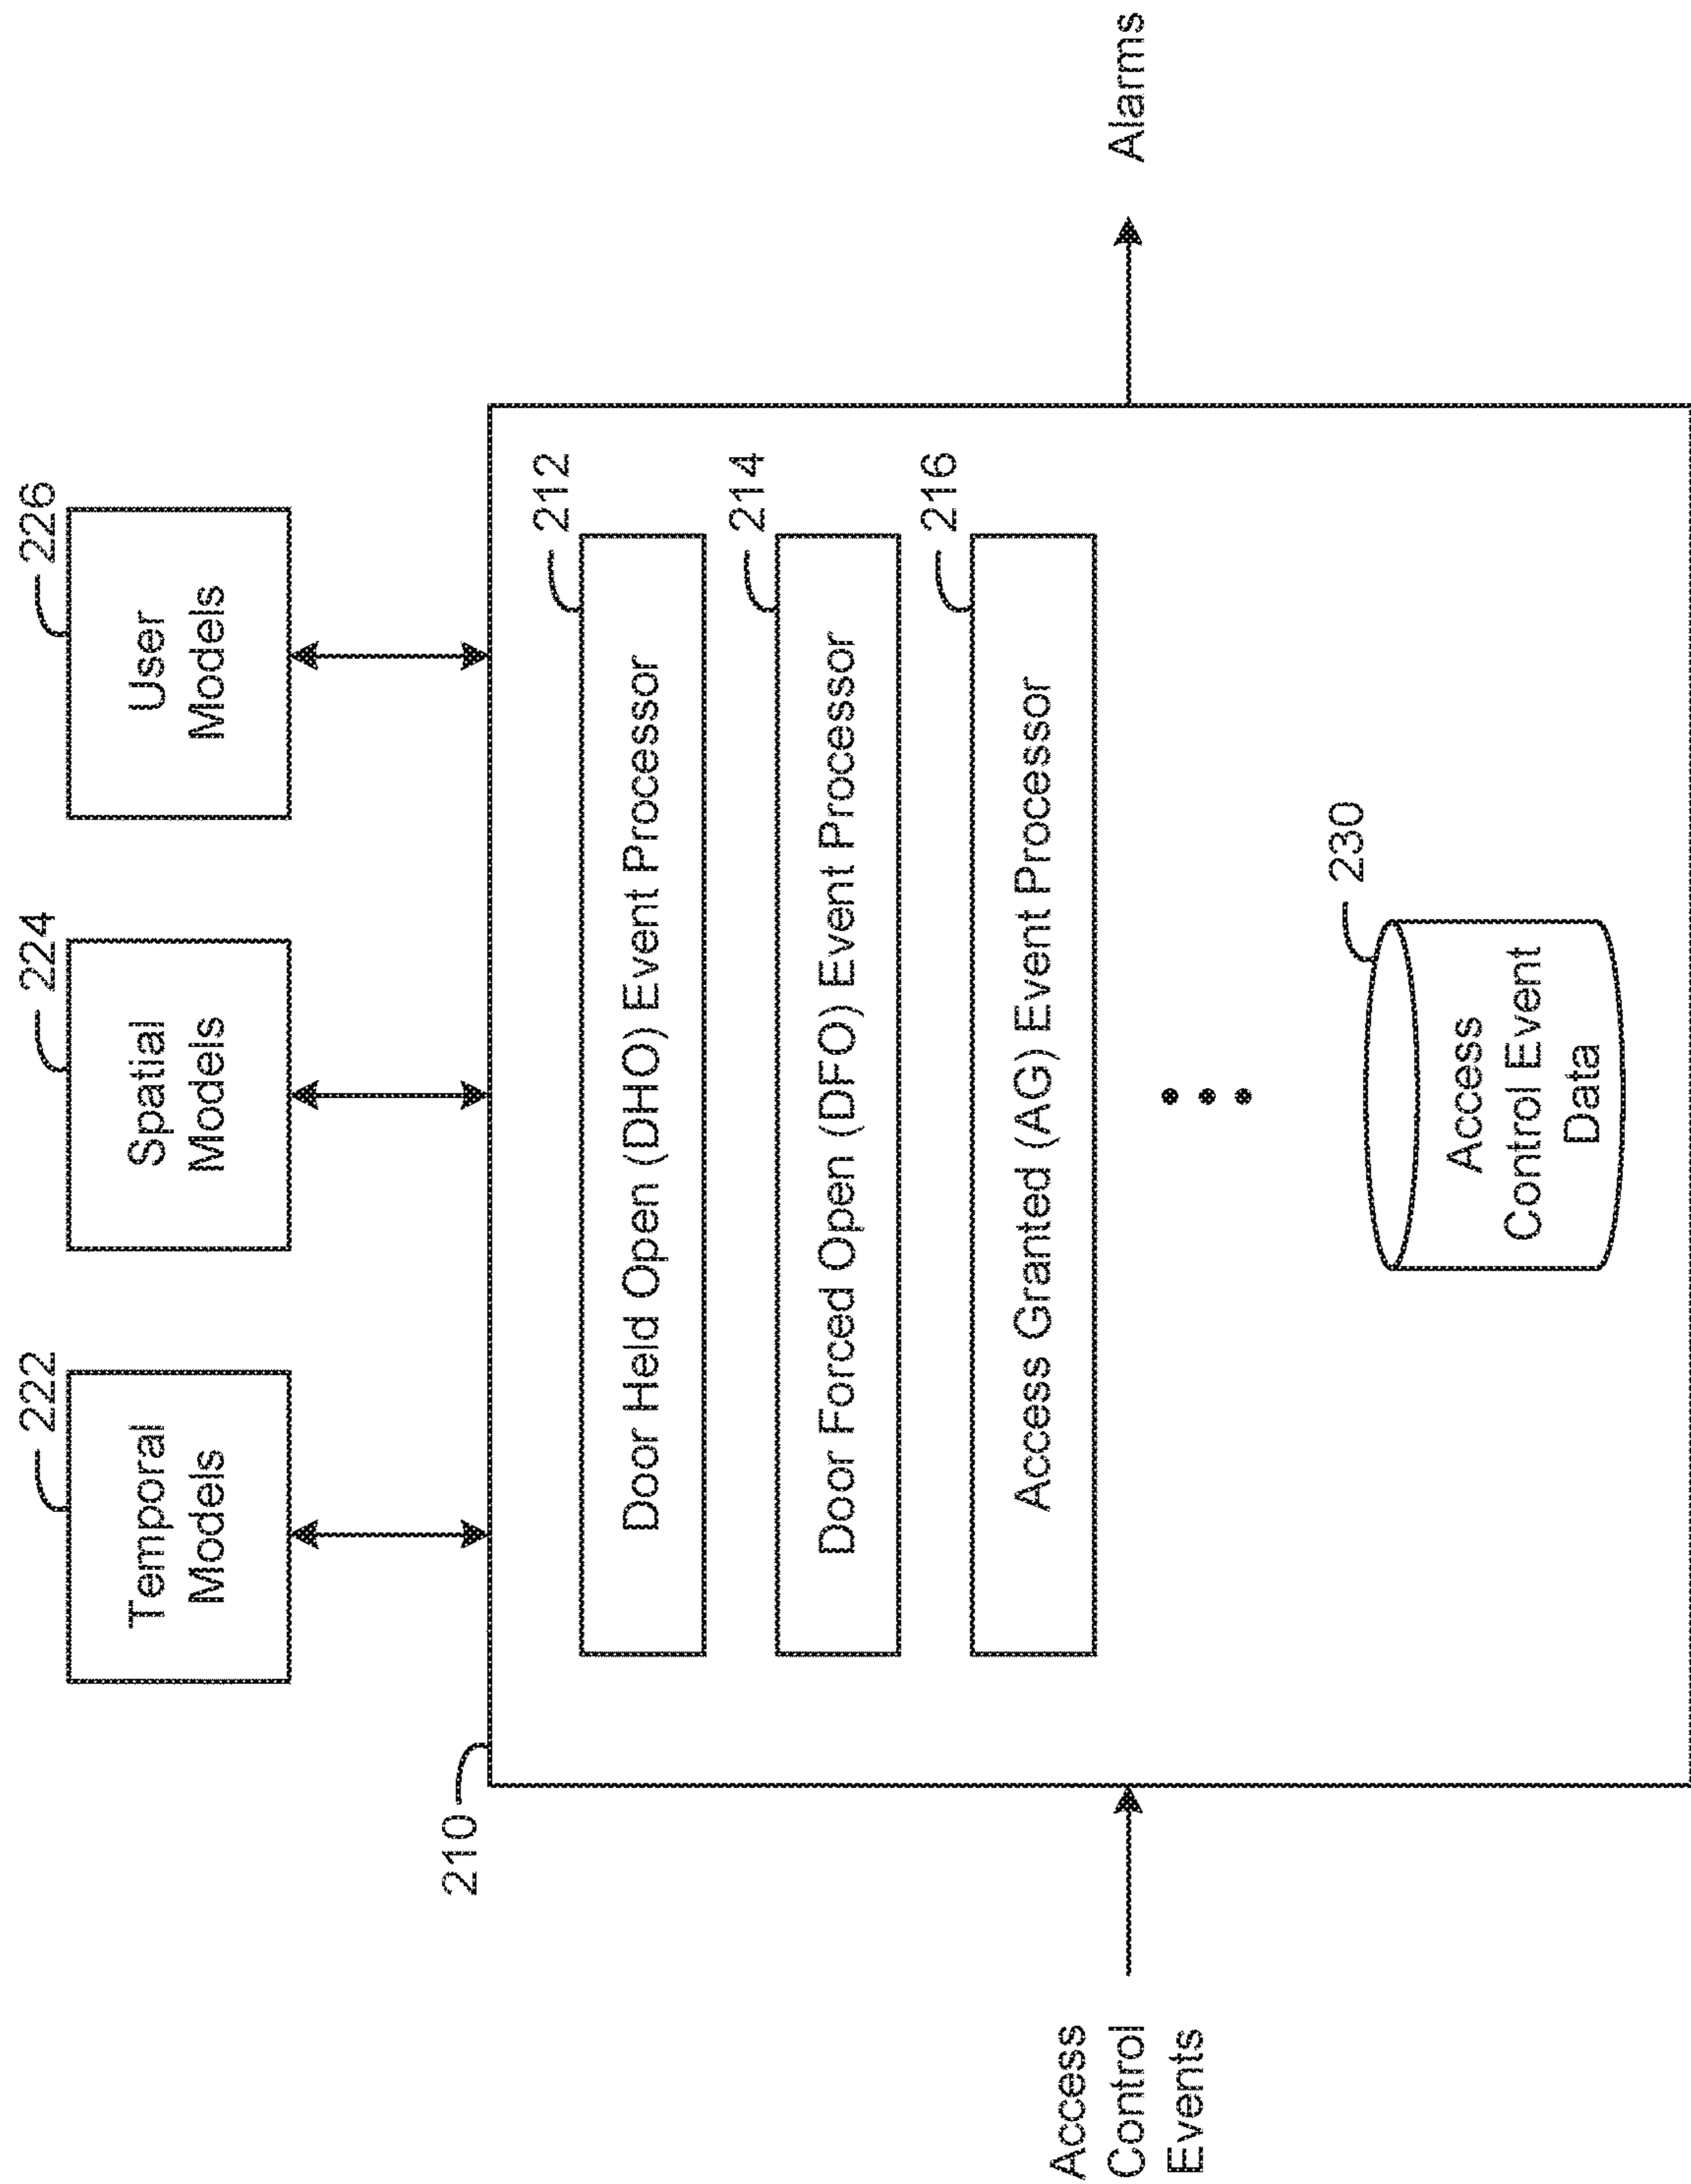 222
224
226
Temporal
Models
Spatial
Models
User
Models
210
212
Door Held Open (DHO) Event Processor
214
Door Forced Open (DFO) Event Processor
216
Access Granted (AG) Event Processor
Access
Control
Events
Alarms
230
Access
Control Event
Data